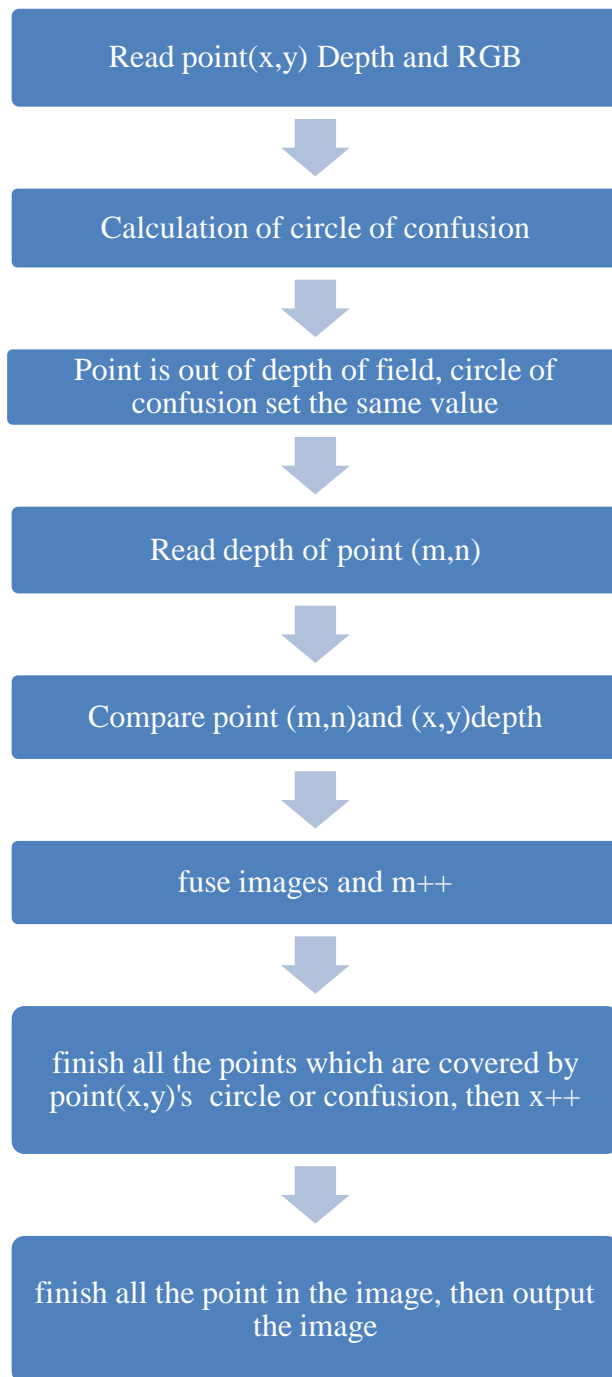 Read point(x,y) Depth and RGB
Calculation of circle of confusion
Point is out of depth of field, circle of
confusion set the same value
Read depth of point (m,n)
Compare point (m,n)and (x,y)depth
fuse images and m++
finish all the points which are covered by
point(x,y)'s circle or confusion, then x++
finish all the point in the image, then output
the image